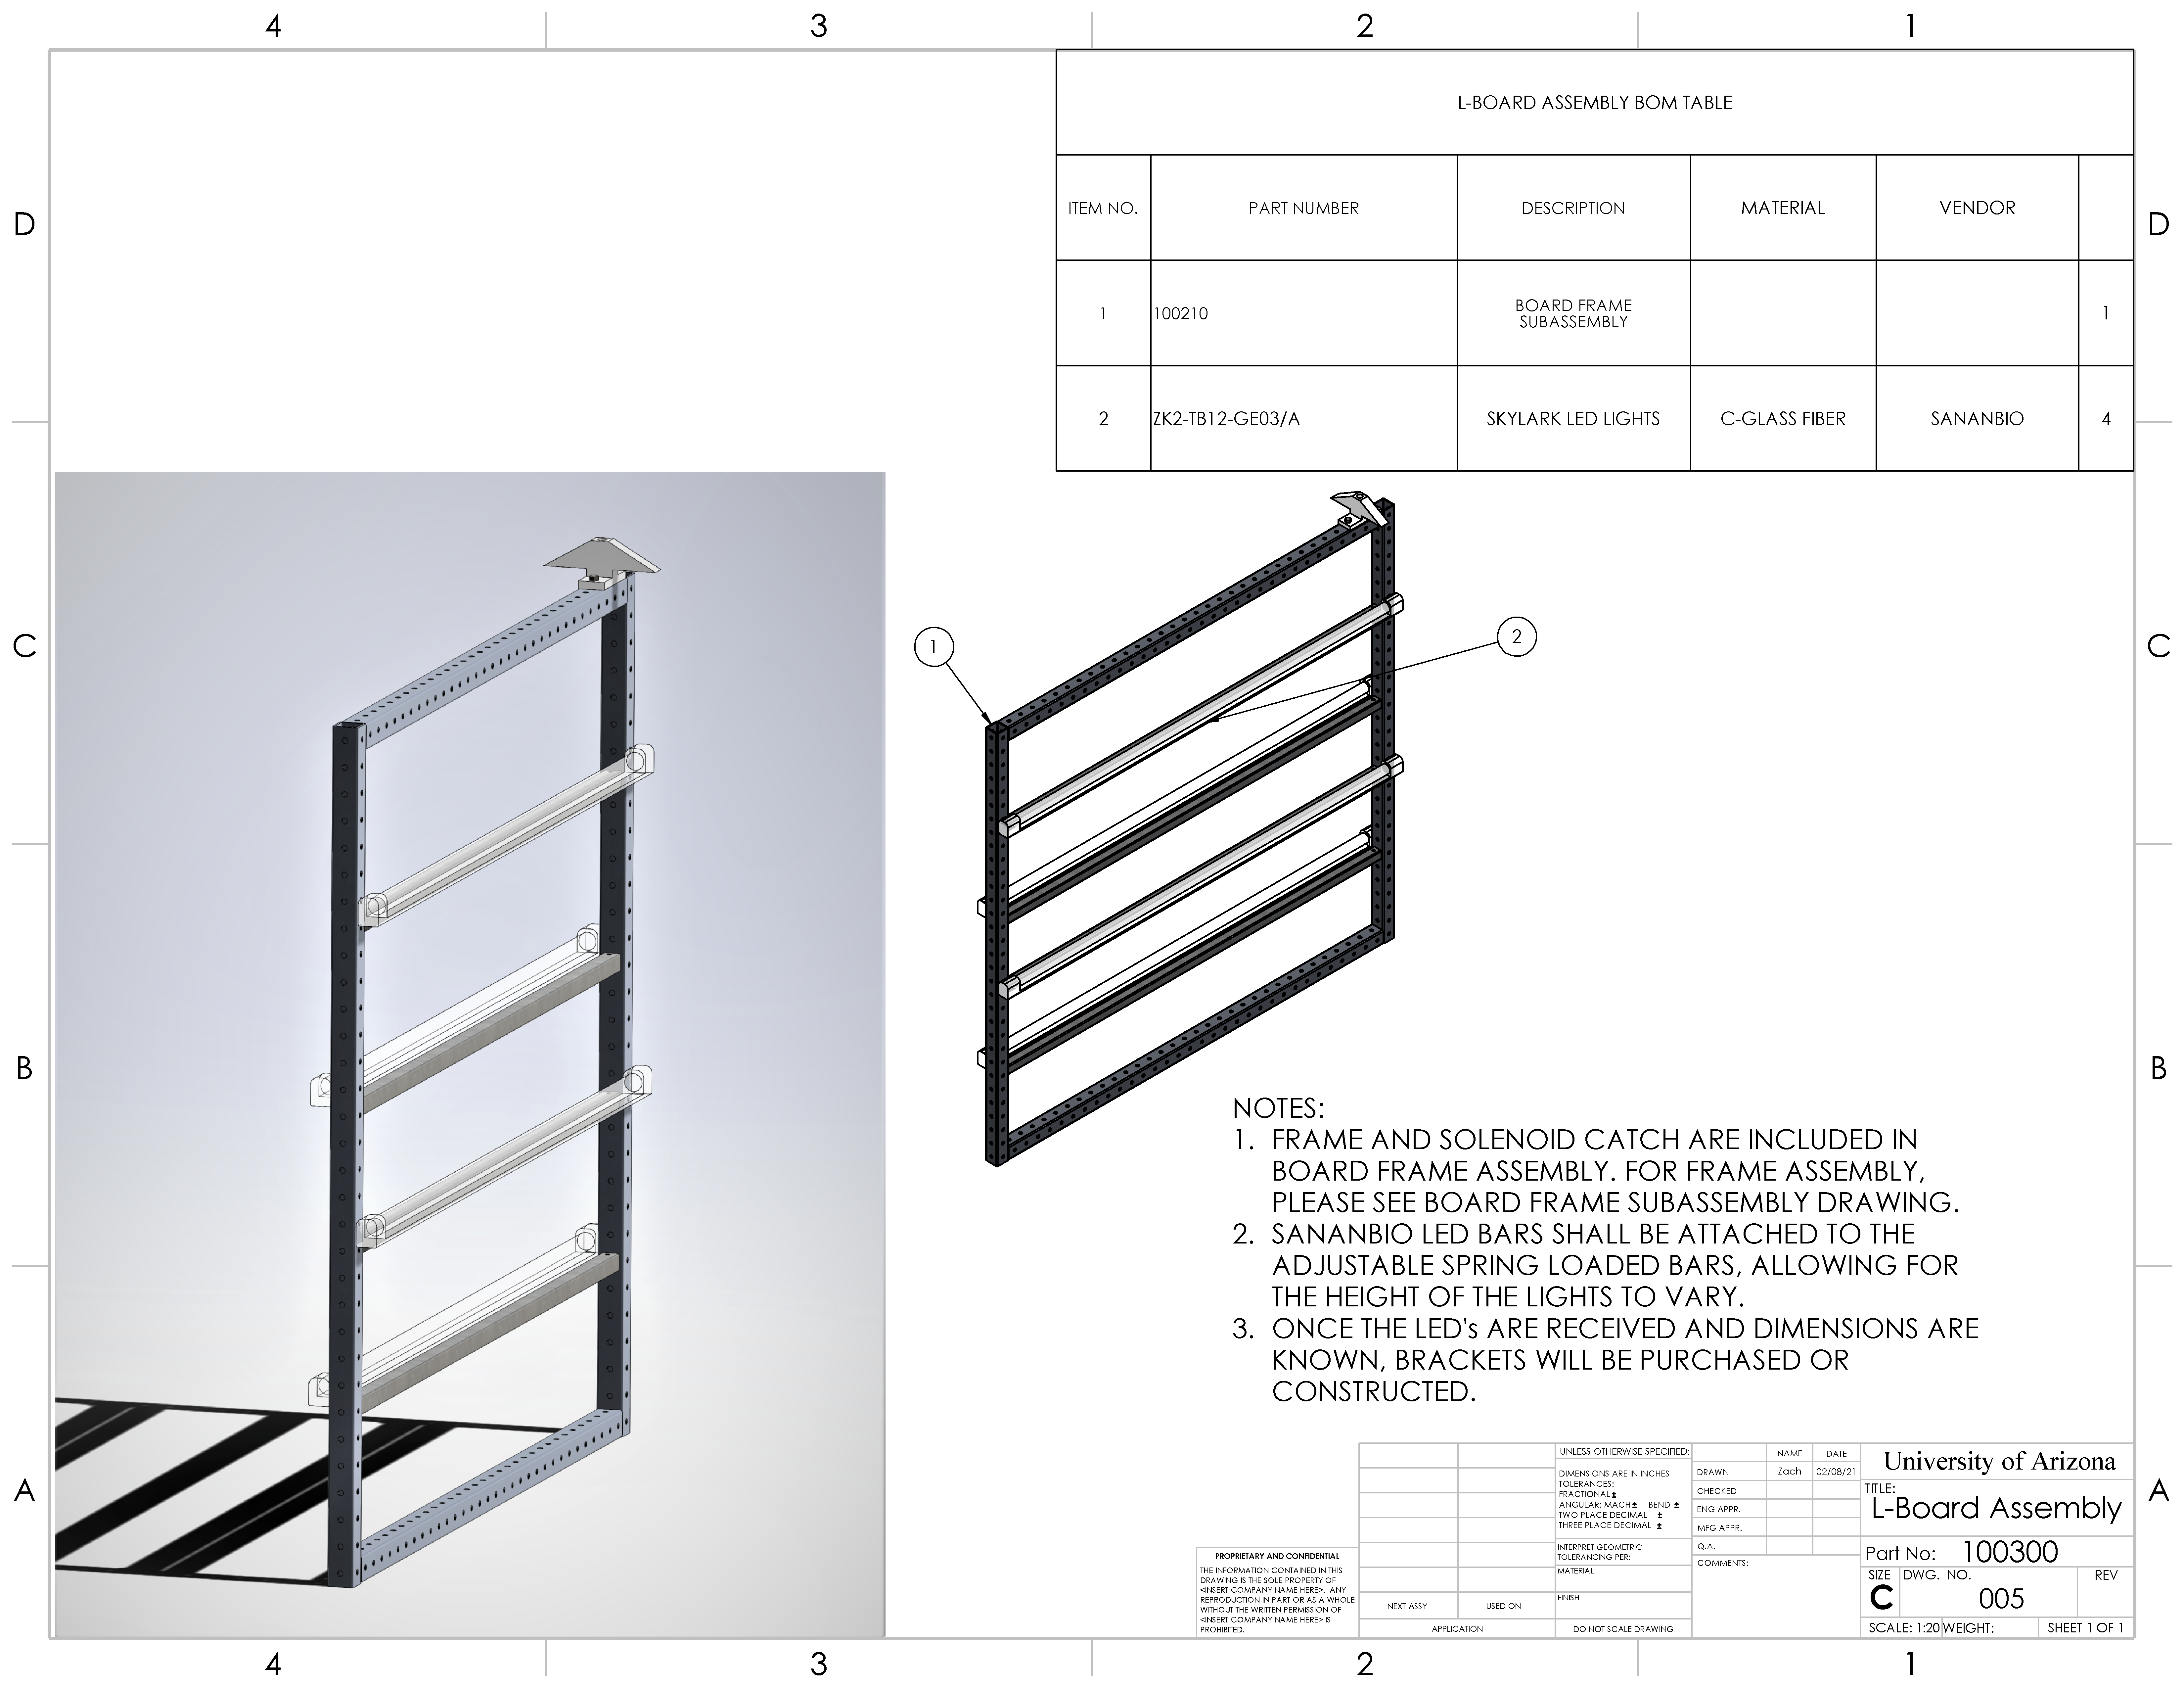 4 3 2 1
L-BOARD ASSEMBLY BOM TABLE
ITEM NO. PART NUMBER DESCRIPTION MATERIAL VENDOR
1 100210 BOARD FRAME SUBASSEMBLY 1
2 ZK2-TB12-GE03/A SKYLARK LED LIGHTS C-GLASS FIBER SANANBIO 4
D D
C C
1
2
B B
NOTES:
1. FRAME AND SOLENOID CATCH ARE INCLUDED IN
BOARD FRAME ASSEMBLY. FOR FRAME ASSEMBLY,
PLEASE SEE BOARD FRAME SUBASSEMBLY DRAWING.
2. SANANBIO LED BARS SHALL BE ATTACHED TO THE
ADJUSTABLE SPRING LOADED BARS, ALLOWING FOR
THE HEIGHT OF THE LIGHTS TO VARY.
3. ONCE THE LED's ARE RECEIVED AND DIMENSIONS ARE
KNOWN, BRACKETS WILL BE PURCHASED OR
CONSTRUCTED.
A A
PROPRIETARY AND CONFIDENTIAL
THE INFORMATION CONTAINED IN THIS
DRAWING IS THE SOLE PROPERTY OF
<INSERT COMPANY NAME HERE>. ANY
REPRODUCTION IN PART OR AS A WHOLE
WITHOUT THE WRITTEN PERMISSION OF
<INSERT COMPANY NAME HERE> IS
PROHIBITED.
NEXT ASSY USED ON
APPLICATION
UNLESS OTHERWISE SPECIFIED:
DIMENSIONS ARE IN INCHES
TOLERANCES:
FRACTIONAL ±
ANGULAR: MACH ± BEND ±
TWO PLACE DECIMAL ±
THREE PLACE DECIMAL ±
INTERPRET GEOMETRIC
TOLERANCING PER:
MATERIAL
FINISH
DO NOT SCALE DRAWING
NAME DATE
DRAWN Zach 02/08/21
CHECKED
ENG APPR.
MFG APPR.
Q.A.
COMMENTS:
University of Arizona
TITLE:
L-Board Assembly
Part No: 100300
SIZE DWG. NO. REV
C 005
SCALE: 1:20 WEIGHT: SHEET 1 OF 1
4 3 2 1